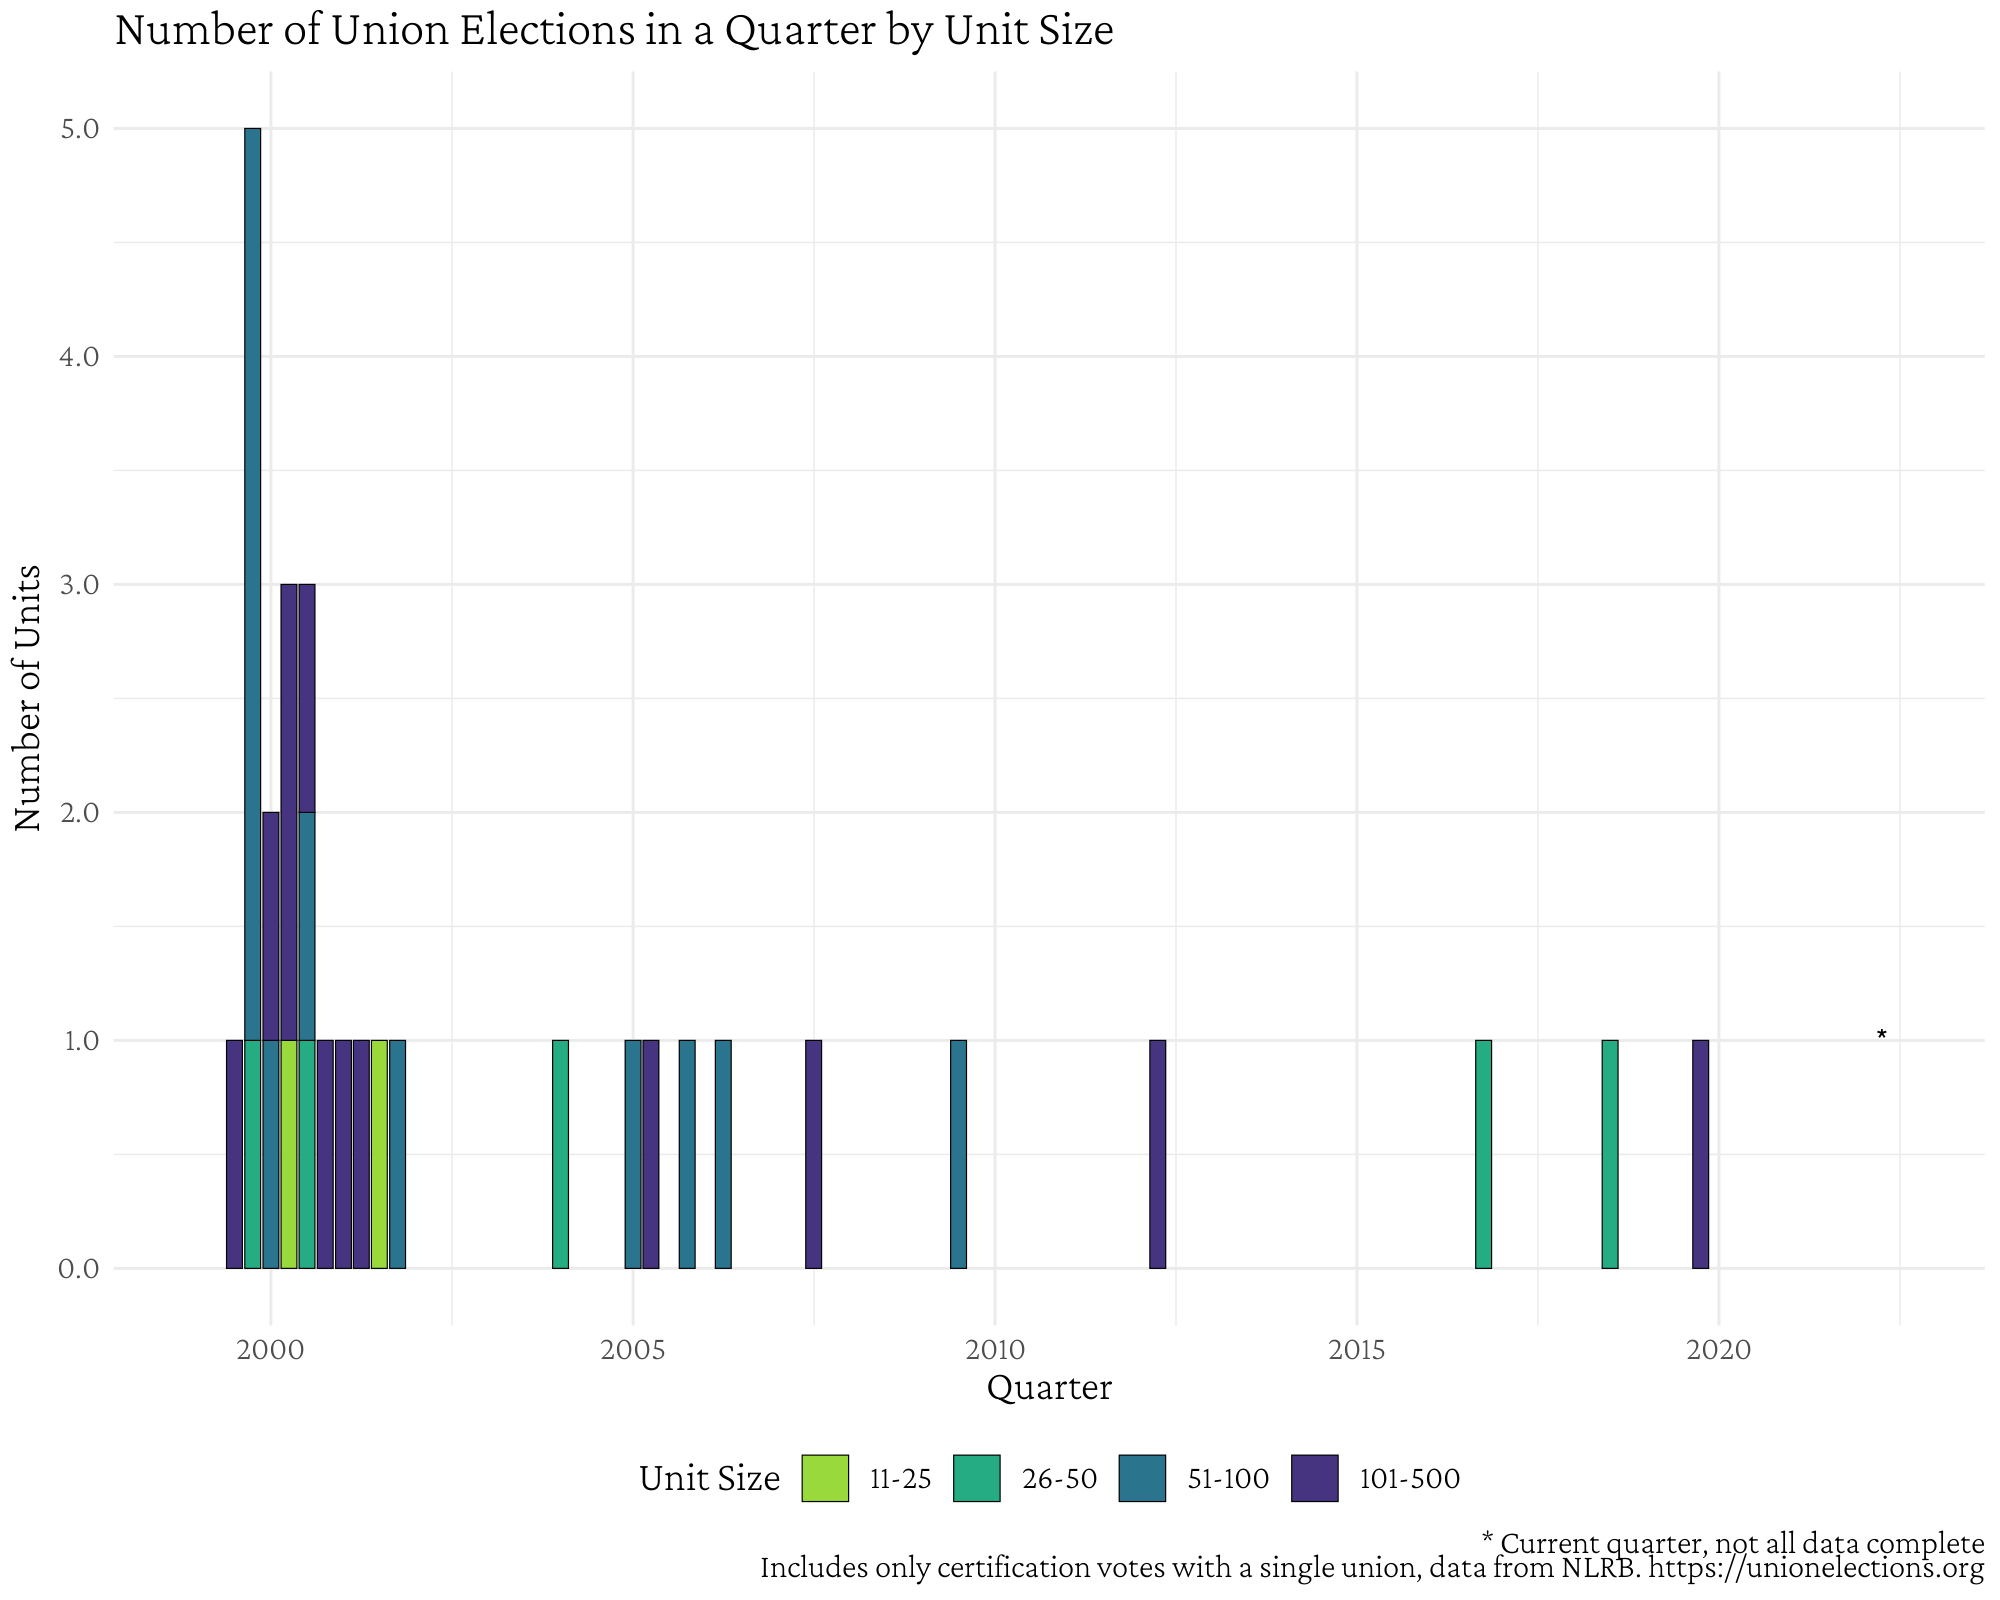 Number of Union Elections in a Quarter by Unit Size
Number of Units
5.0
4.0
3.0
2.0
1.0
0.0
*
2000 2005 2010 2015 2020
Quarter
Unit Size 11-25 26-50 51-100 101-500
* Current quarter, not all data complete
Includes only certification votes with a single union, data from NLRB. https://unionelections.org